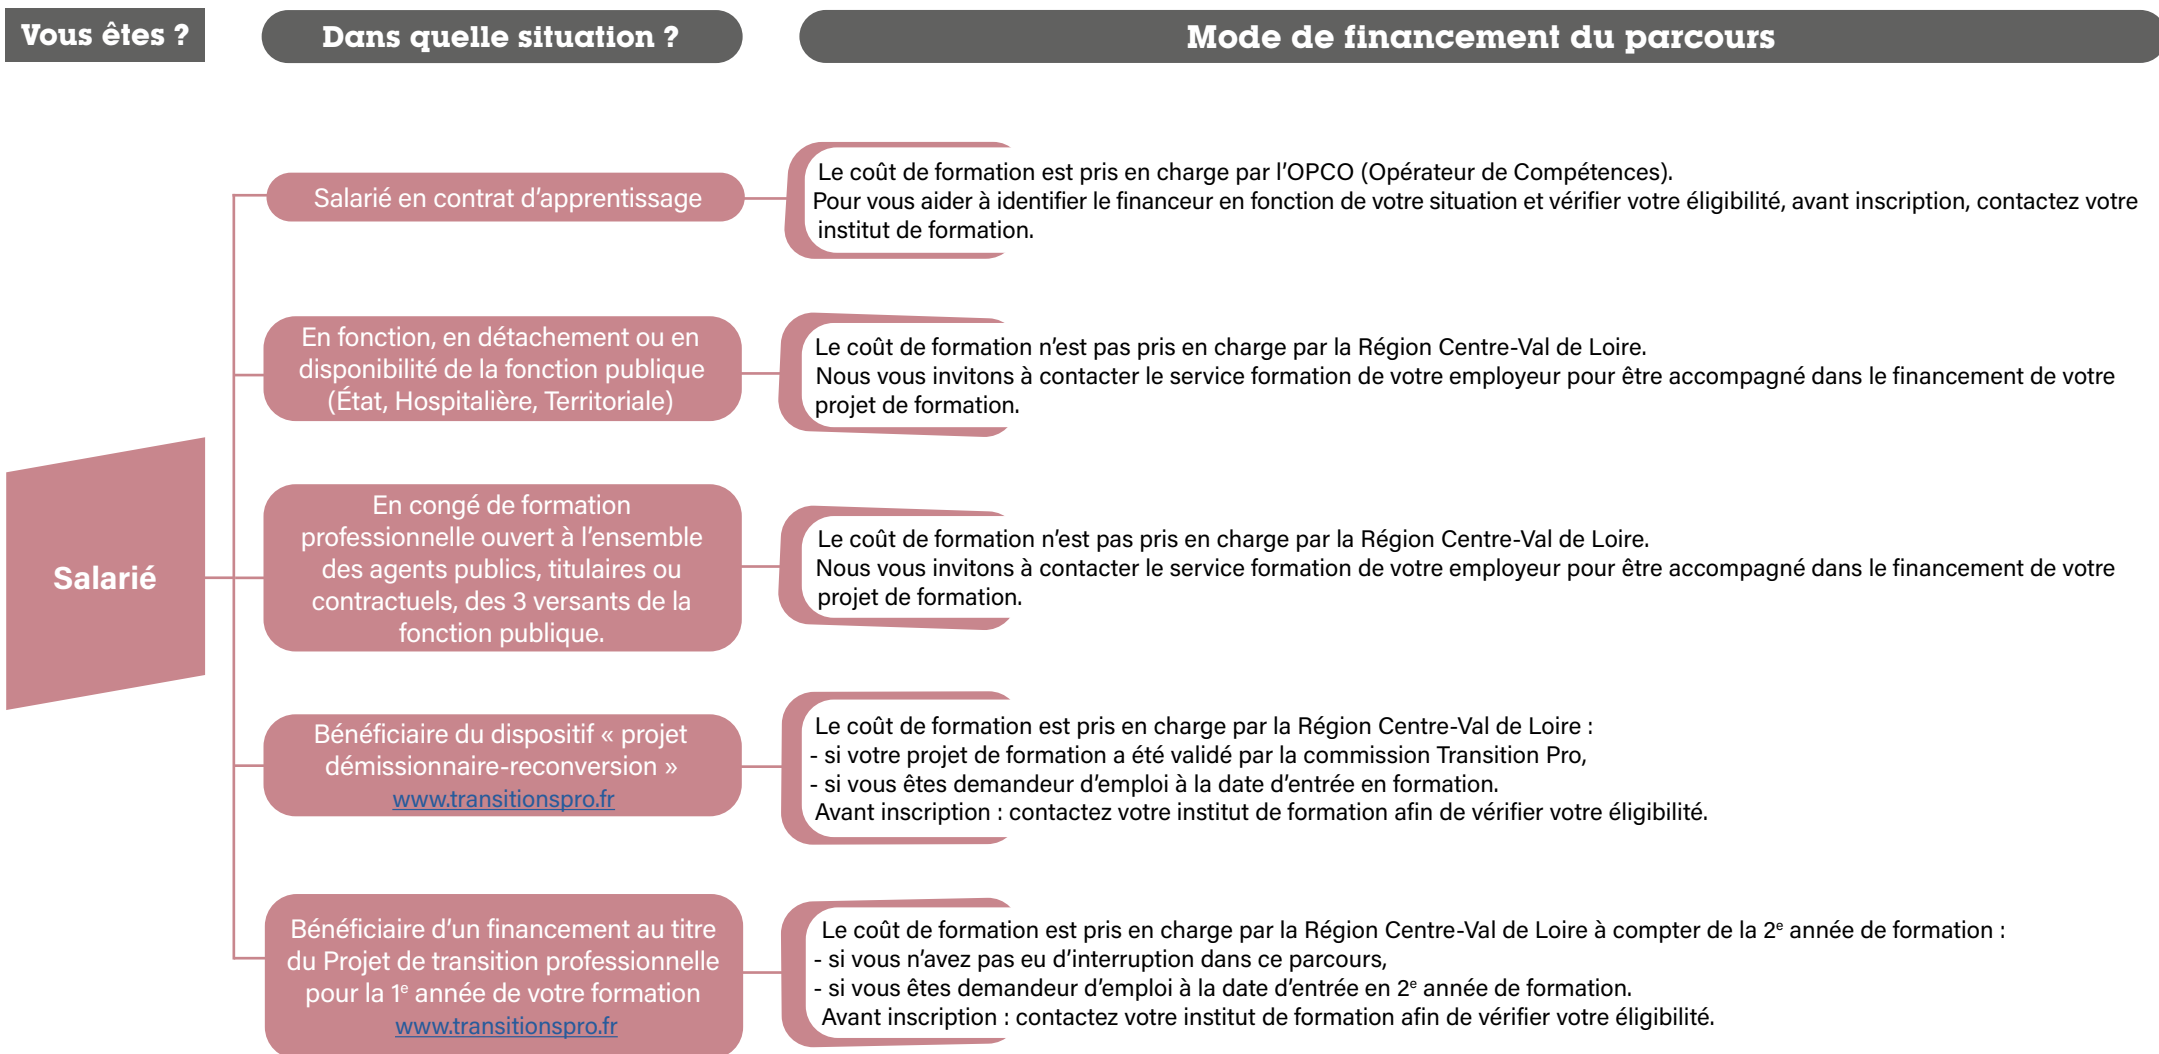 Vous êtes ?
Dans quelle situation ?
Mode de financement du parcours
Salarié
Salarié en contrat d'apprentissage
Le coût de formation est pris en charge par l'OPCO (Opérateur de Compétences).
Pour vous aider à identifier le financeur en fonction de votre situation et vérifier votre éligibilité, avant inscription, contactez votre
institut de formation.
En fonction, en détachement ou en
disponibilité de la fonction publique
(État, Hospitalière, Territoriale)
Le coût de formation n'est pas pris en charge par la Région Centre-Val de Loire.
Nous vous invitons à contacter le service formation de votre employeur pour être accompagné dans le financement de votre
projet de formation.
En congé de formation
professionnelle ouvert à l'ensemble
des agents publics, titulaires ou
contractuels, des 3 versants de la
fonction publique.
Le coût de formation n'est pas pris en charge par la Région Centre-Val de Loire.
Nous vous invitons à contacter le service formation de votre employeur pour être accompagné dans le financement de votre
projet de formation.
Bénéficiaire du dispositif « projet
démissionnaire-reconversion »
www.transitionspro.fr
Le coût de formation est pris en charge par la Région Centre-Val de Loire :
- si votre projet de formation a été validé par la commission Transition Pro,
- si vous êtes demandeur d'emploi à la date d'entrée en formation.
Avant inscription : contactez votre institut de formation afin de vérifier votre éligibilité.
Bénéficiaire d'un financement au titre
du Projet de transition professionnelle
pour la 1e année de votre formation
www.transitionspro.fr
Le coût de formation est pris en charge par la Région Centre-Val de Loire à compter de la 2e année de formation :
- si vous n'avez pas eu d'interruption dans ce parcours,
- si vous êtes demandeur d'emploi à la date d'entrée en 2e année de formation.
Avant inscription : contactez votre institut de formation afin de vérifier votre éligibilité.